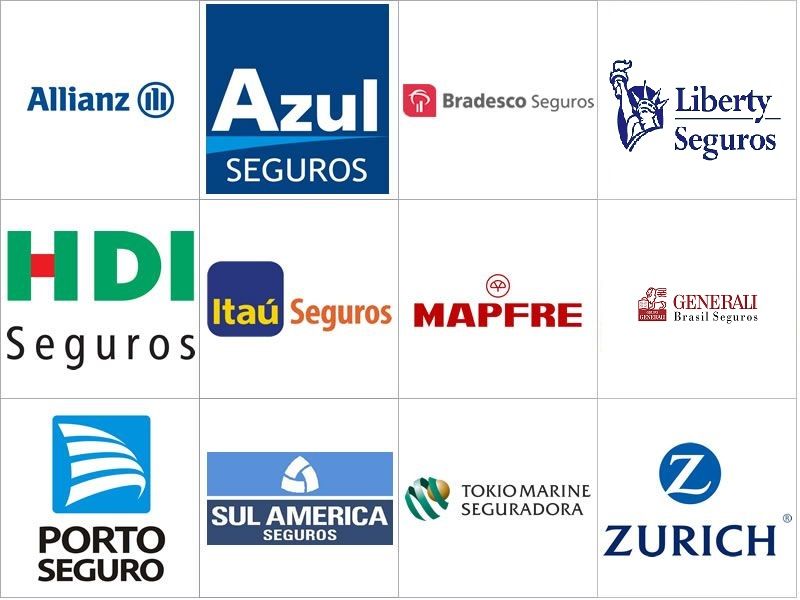 Allianz
Azul
SEGUROS
Bradesco Seguros
Liberty
Seguros
HDI
Seguros
Itaú Seguros
MAPFRE
GENERALI
Brasil Seguros
PORTO
SEGURO
SUL AMERICA
SEGUROS
TOKIO MARINE
SEGURADORA
Z
ZURICH®